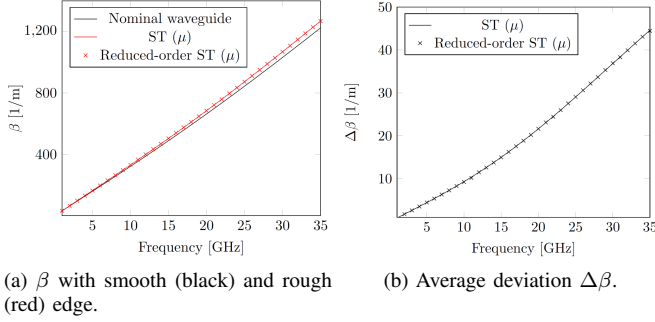 Nominal waveguide
ST (μ)
Reduced-order ST (μ)
1,200
800
400
β [1/m]
5 10 15 20 25 30 35
Frequency [GHz]
(a) β with smooth (black) and rough
(red) edge.
ST (μ)
Reduced-order ST (μ)
50
40
30
20
10
Δβ [1/m]
5 10 15 20 25 30 35
Frequency [GHz]
(b) Average deviation Δβ.